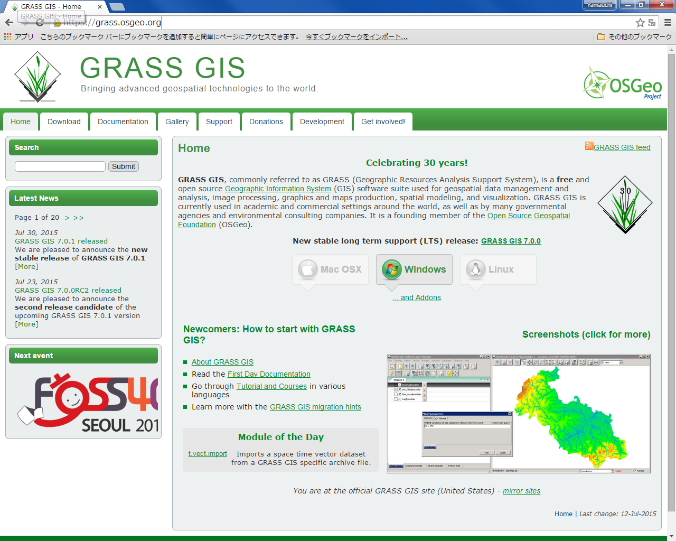 GRASS GIS - Home
Yamauchi
GRASS GIS - Home
https://grass.osgeo.org
アプリ こちらのブックマーク バーにブックマークを追加すると簡単にページにアクセスできます。 今すぐブックマークをインポート... その他のブックマーク
GRASS GIS
Bringing advanced geospatial technologies to the world
OSGeo
Project
Home Download Documentation Gallery Support Donations Development Get involved!
Search
Submit
Latest News
Page 1 of 20 > >>
Jul 30, 2015
GRASS GIS 7.0.1 released
We are pleased to announce the new
stable release of GRASS GIS 7.0.1
[More]
Jul 23, 2015
GRASS GIS 7.0.0RC2 released
We are pleased to announce the
second release candidate of the
upcoming GRASS GIS 7.0.1 version
[More]
Next event
FOSS4G
SEOUL 201
Home
GRASS GIS feed
Celebrating 30 years!
GRASS GIS, commonly referred to as GRASS (Geographic Resources Analysis Support System), is a free and
open source Geographic Information System (GIS) software suite used for geospatial data management and
analysis, image processing, graphics and maps production, spatial modeling, and visualization. GRASS GIS is
currently used in academic and commercial settings around the world, as well as by many governmental
agencies and environmental consulting companies. It is a founding member of the Open Source Geospatial
Foundation (OSGeo).
30
New stable long term support (LTS) release: GRASS GIS 7.0.0
Mac OSX Windows Linux
... and Addons
Newcomers: How to start with GRASS
GIS?
About GRASS GIS
Read the First Day Documentation
Go through Tutorial and Courses in various
languages
Learn more with the GRASS GIS migration hints
Module of the Day
t.vect.import Imports a space time vector dataset
from a GRASS GIS specific archive file.
Screenshots (click for more)
You are at the official GRASS GIS site (United States) - mirror sites
Home | Last change: 12-Jul-2015